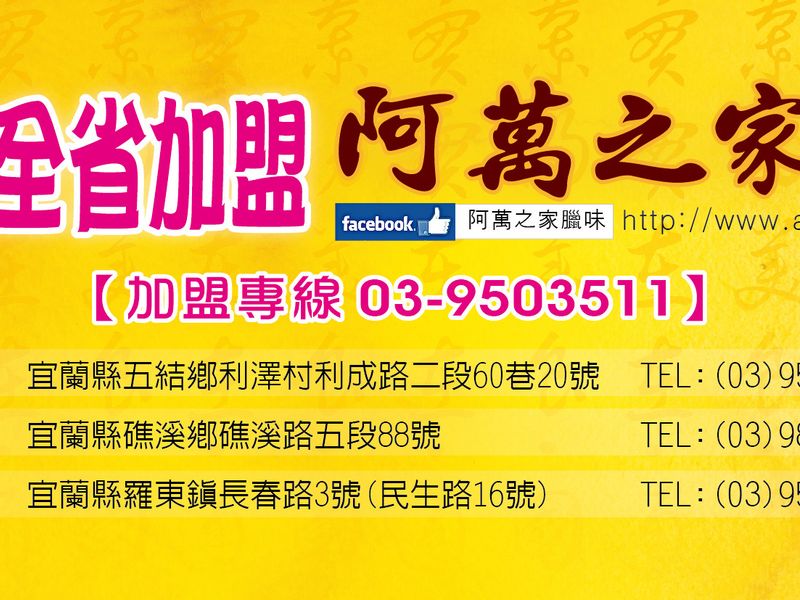 全省加盟 阿萬之家
facebook 阿萬之家臘味 http://www.a
【加盟專線 03-9503511】
宜蘭縣五結鄉利澤村利成路二段60巷20號 TEL:(03)95
宜蘭縣礁溪鄉礁溪路五段88號 TEL:(03)98
宜蘭縣羅東鎮長春路3號(民生路16號) TEL:(03)95